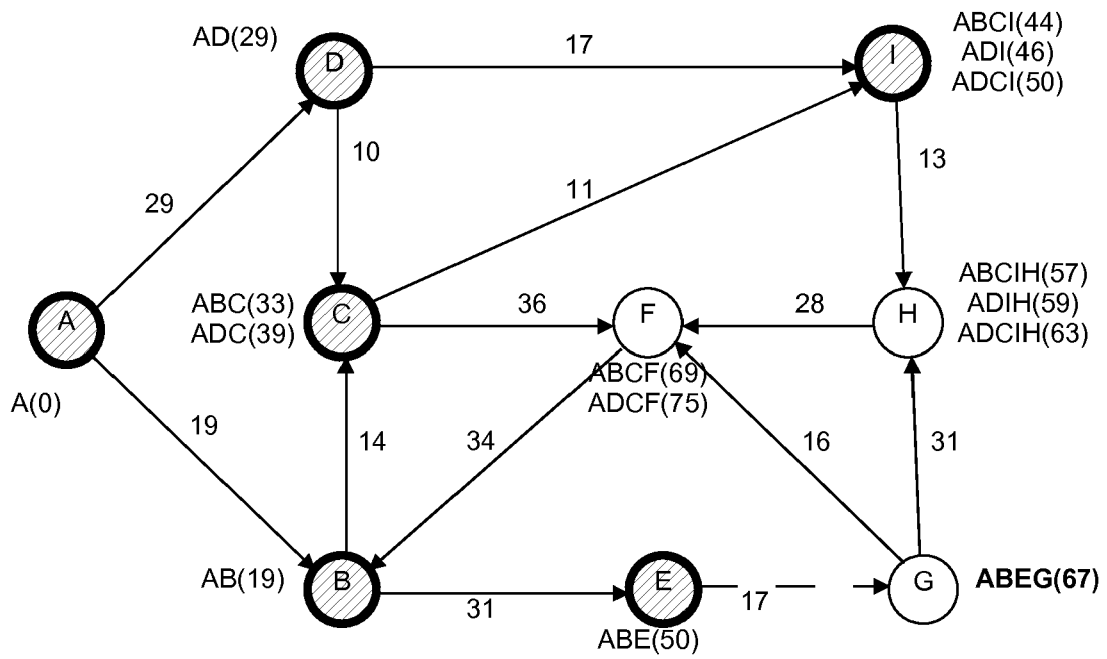 ABCI(44)
AD(29)
17
ADI(46)
D
I
ADCI(50)
10
13
11
29
ABCIH(57)
ABC(33)
36
28
ADIH(59)
A
C
F
H
ADC(39)
ADCIH(63)
ABCF(69)
A(0)
ADCF(75)
19
14
34
16
31
AB(19)
B
E
G
ABEG(67)
31
17
ABE(50)